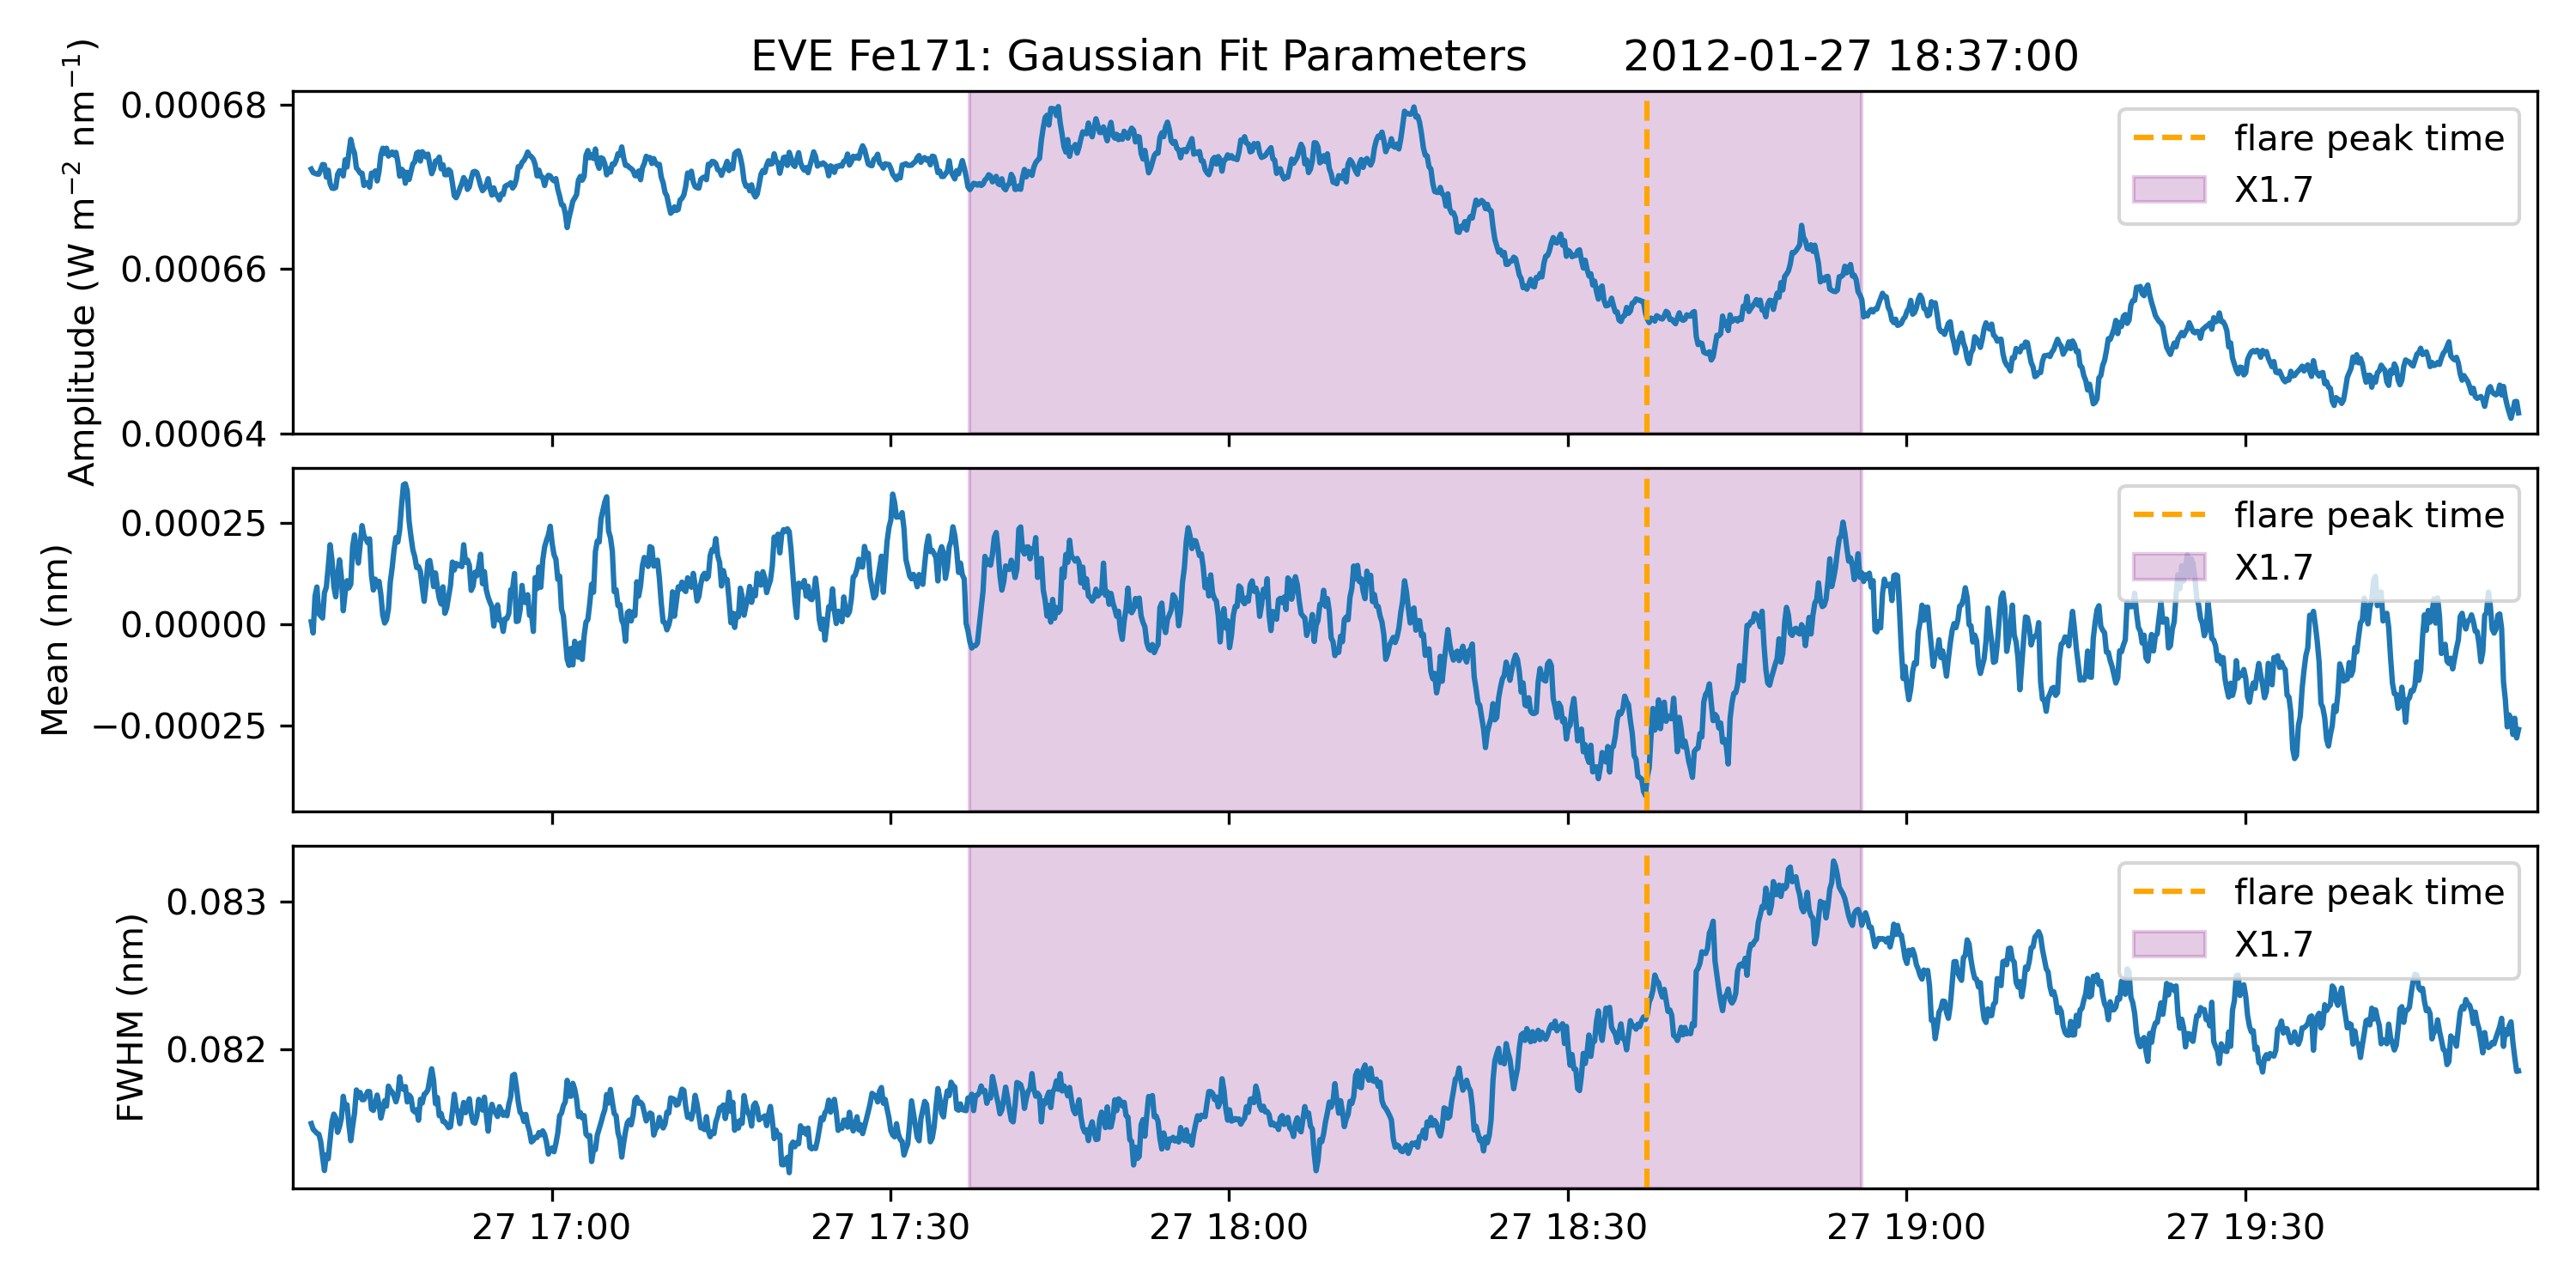 EVE Fe171: Gaussian Fit Parameters 2012-01-27 18:37:00
Amplitude (W m⁻² nm⁻¹)
0.00068
0.00066
0.00064
flare peak time
X1.7
Mean (nm)
0.00025
0.00000
−0.00025
flare peak time
X1.7
FWHM (nm)
0.083
0.082
flare peak time
X1.7
27 17:00 27 17:30 27 18:00 27 18:30 27 19:00 27 19:30